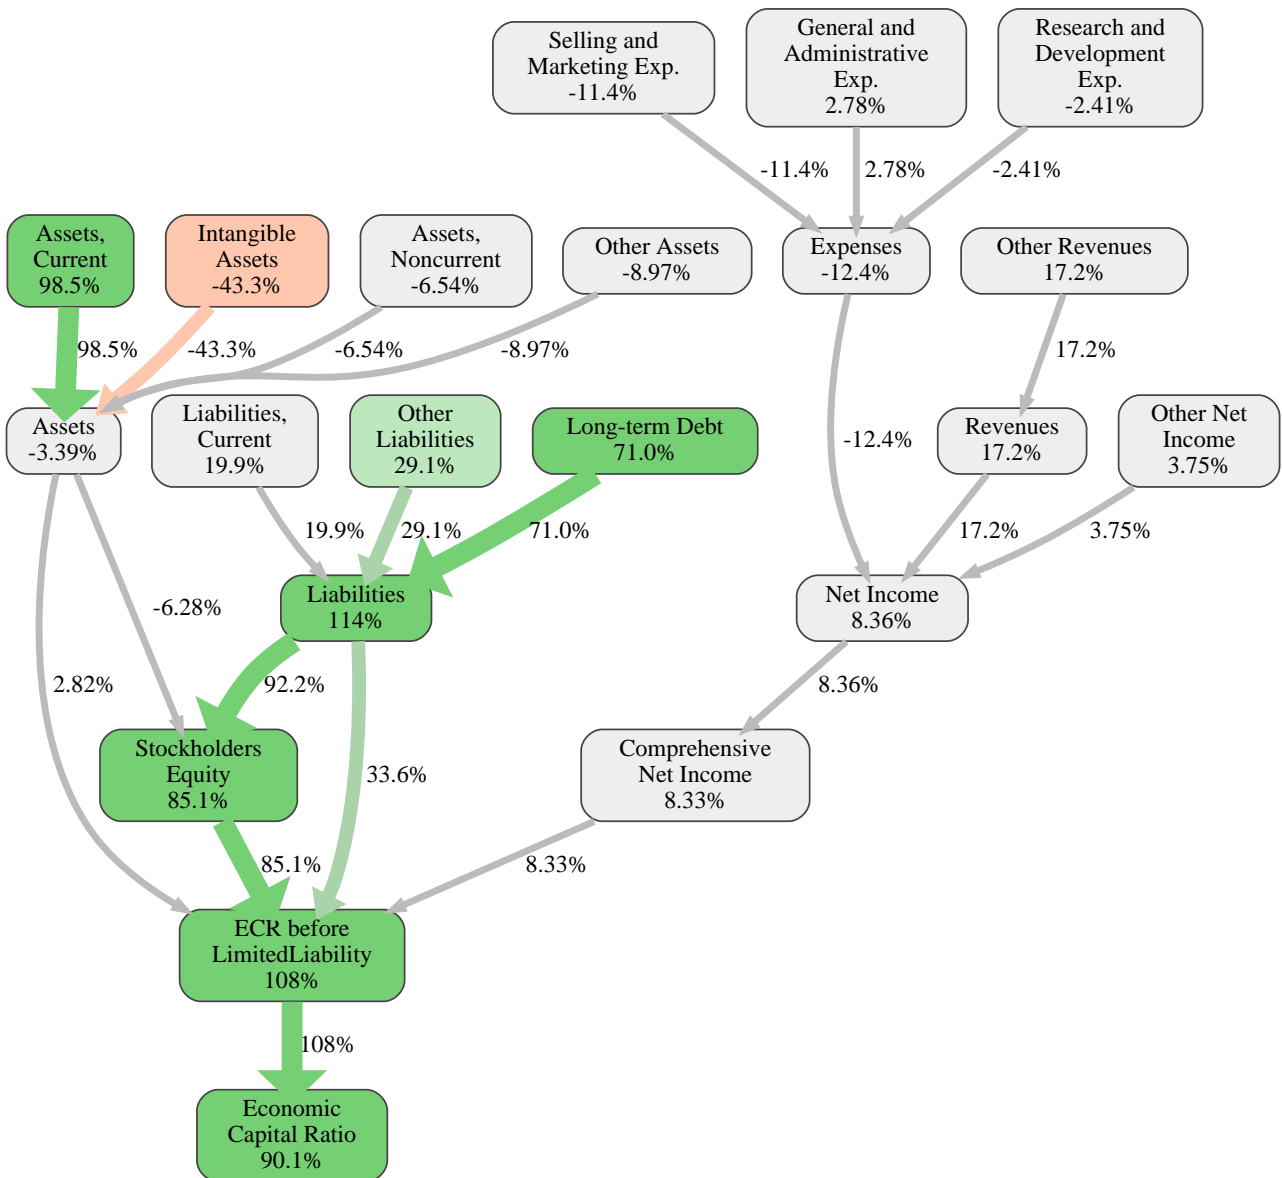 Selling and
Marketing Exp.
-11.4%
General and
Administrative
Exp.
2.78%
Research and
Development
Exp.
-2.41%
-11.4%
2.78%
-2.41%
Assets,
Current
98.5%
Intangible
Assets
-43.3%
Assets,
Noncurrent
-6.54%
Other Assets
-8.97%
Expenses
-12.4%
Other Revenues
17.2%
98.5%
-43.3%
-6.54%
-8.97%
17.2%
Assets
-3.39%
Liabilities,
Current
19.9%
Other
Liabilities
29.1%
Long-term Debt
71.0%
-12.4%
Revenues
17.2%
Other Net
Income
3.75%
19.9%
29.1%
71.0%
17.2%
3.75%
Liabilities
114%
-6.28%
Net Income
8.36%
2.82%
92.2%
8.36%
Stockholders
Equity
85.1%
33.6%
Comprehensive
Net Income
8.33%
85.1%
8.33%
ECR before
LimitedLiability
108%
108%
Economic
Capital Ratio
90.1%